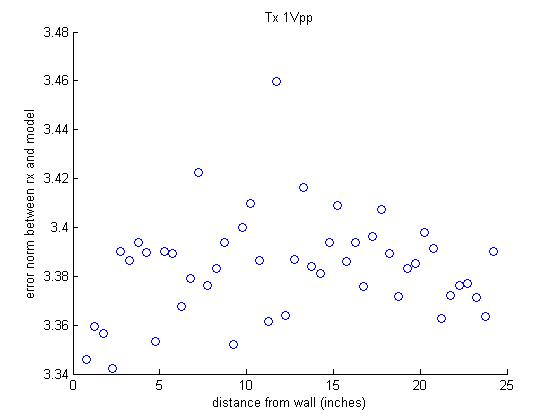 Tx 1Vpp
3.48
3.46
3.44
3.42
3.4
3.38
3.36
3.34
error norm between rx and model
0 5 10 15 20 25
distance from wall (inches)